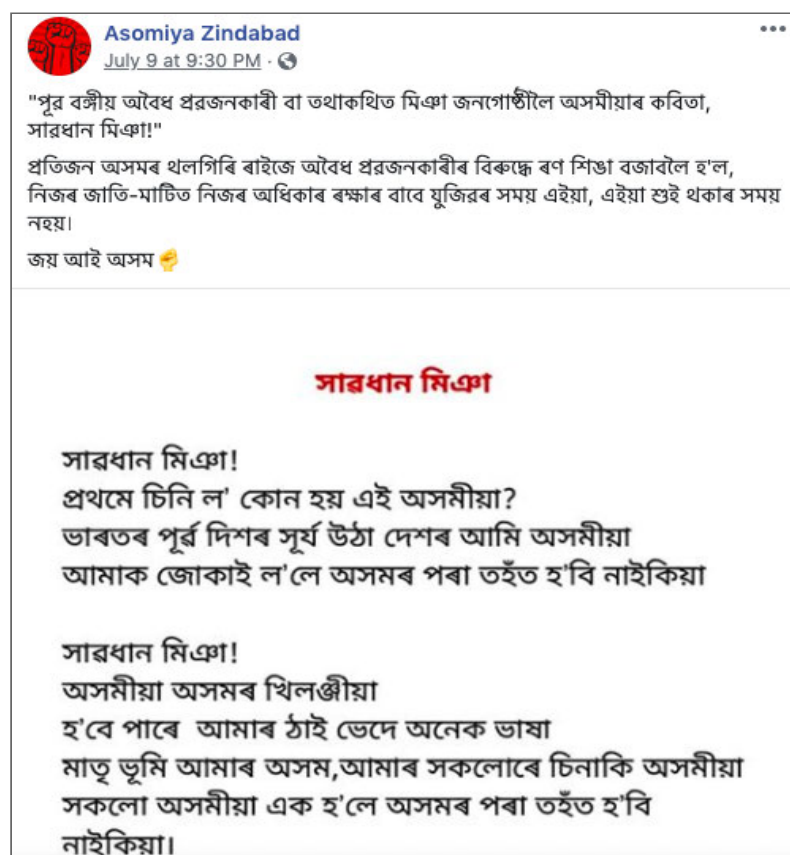 Asomiya Zindabad
July 9 at 9:30 PM ·
"পূৱ বঙ্গীয় অবৈধ প্ৰব্ৰজনকাৰী বা তথাকথিত মিঞা জনগোষ্ঠীলৈ অসমীয়াৰ কবিতা,
সাৱধান মিঞা!"
প্ৰতিজন অসমৰ থলগিৰি ৰাইজে অবৈধ প্ৰব্ৰজনকাৰীৰ বিৰুদ্ধে ৰণ শিঙা বজাবলৈ হ'ল,
নিজৰ জাতি-মাটিত নিজৰ অধিকাৰ ৰক্ষাৰ বাবে যুজিৱৰ সময় এইয়া, এইয়া শুই থকাৰ সময়
নহয়।
জয় আই অসম ✊
সাৱধান মিঞা
সাৱধান মিঞা!
প্ৰথমে চিনি ল' কোন হয় এই অসমীয়া?
ভাৰতৰ পূৰ্ৱ দিশৰ সূৰ্য উঠা দেশৰ আমি অসমীয়া
আমাক জোকাই ল'লে অসমৰ পৰা তহঁত হ'বি নাইকিয়া
সাৱধান মিঞা!
অসমীয়া অসমৰ খিলঞ্জীয়া
হ'বে পাৰে আমাৰ ঠাই ভেদে অনেক ভাষা
মাতৃ ভূমি আমাৰ অসম,আমাৰ সকলোৰে চিনাকি অসমীয়া
সকলো অসমীয়া এক হ'লে অসমৰ পৰা তহঁত হ'বি
নাইকিয়া।